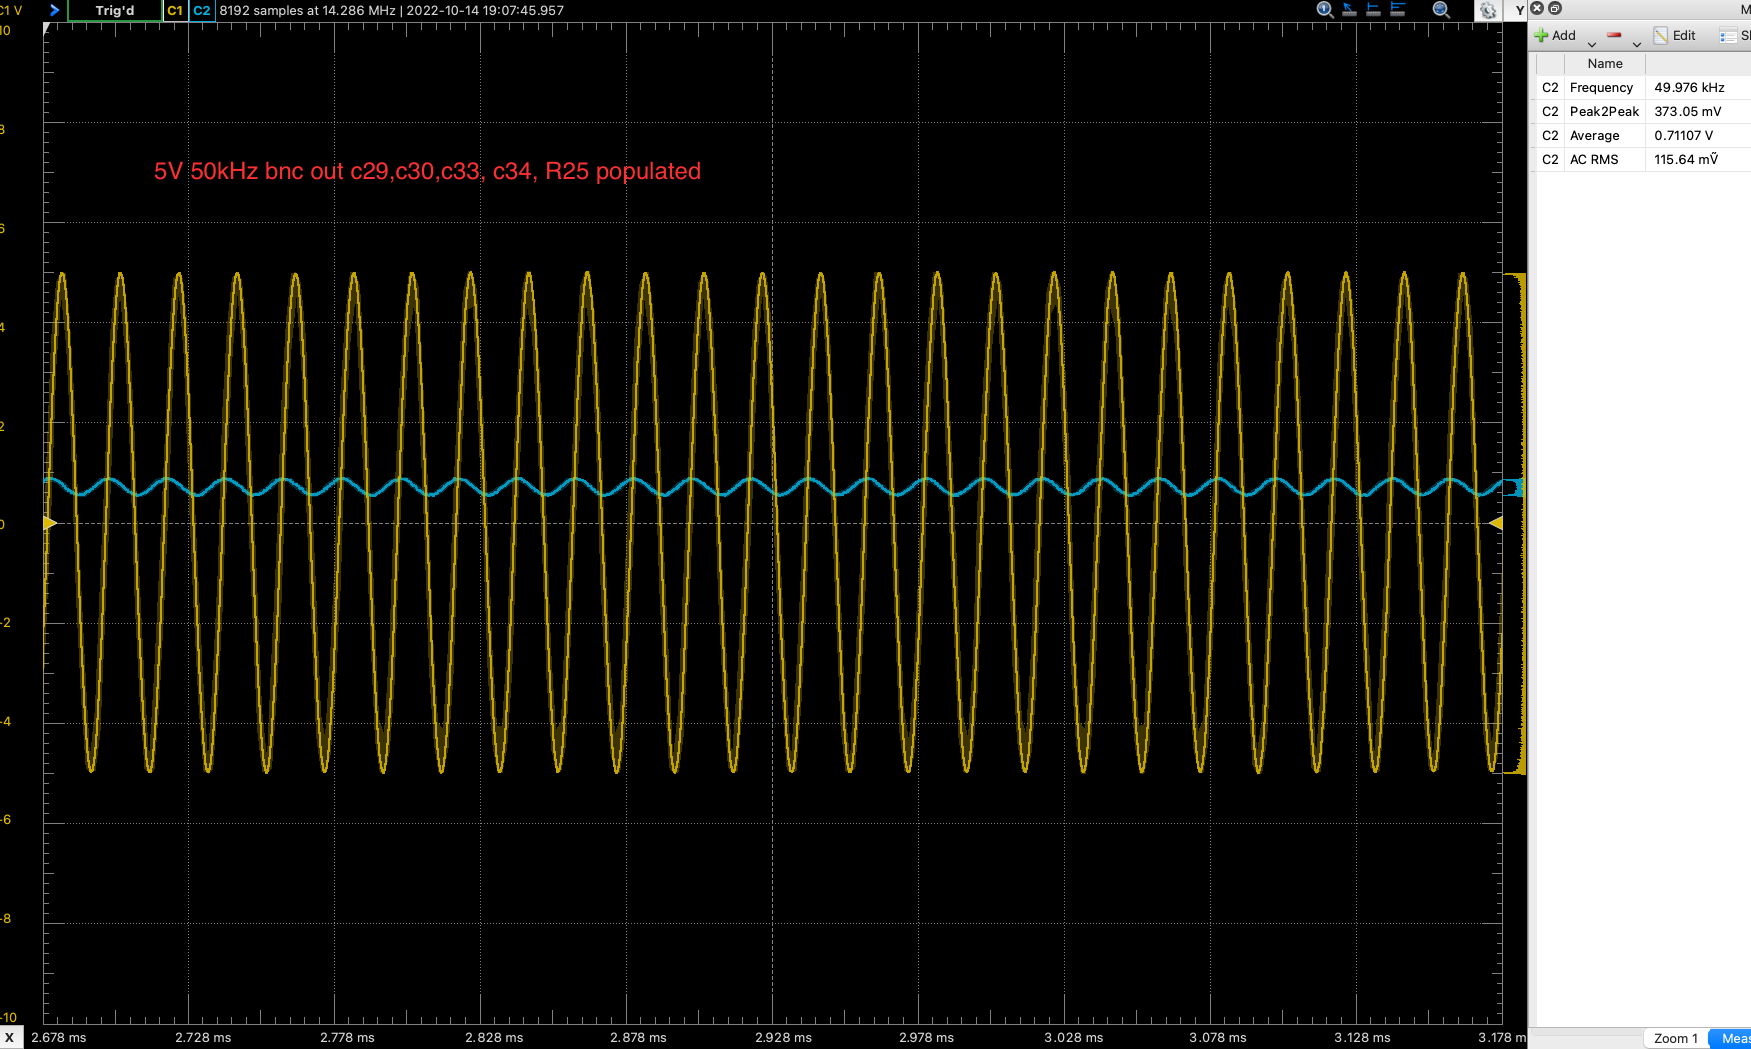 C1 V
Trig'd C1 C2 8192 samples at 14.286 MHz | 2022-10-14 19:07:45.957
Y
Add
Edit
Name
C2 Frequency 49.976 kHz
C2 Peak2Peak 373.05 mV
C2 Average 0.71107 V
C2 AC RMS 115.64 mṼ
5V 50kHz bnc out c29,c30,c33, c34, R25 populated
10
8
6
4
2
0
-2
-4
-6
-8
-10
X 2.678 ms 2.728 ms 2.778 ms 2.828 ms 2.878 ms 2.928 ms 2.978 ms 3.028 ms 3.078 ms 3.128 ms 3.178 m
Zoom 1
Meas